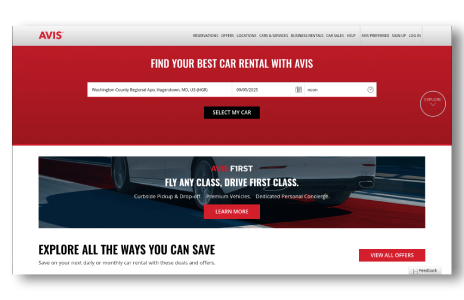 AVIS
RESERVATIONS OFFERS LOCATIONS CARS & SERVICES BUSINESS RENTALS CAR SALES HELP AVIS PREFERRED SIGN UP LOG IN
FIND YOUR BEST CAR RENTAL WITH AVIS
Washington County Regional Apo, Hagerstown, MD, US (HGR) 09/09/2025 noon
EXPLORE
SELECT MY CAR
AVIS FIRST
FLY ANY CLASS, DRIVE FIRST CLASS.
Curbside Pickup & Drop-off Premium Vehicles. Dedicated Personal Concierge.
LEARN MORE
EXPLORE ALL THE WAYS YOU CAN SAVE
VIEW ALL OFFERS
Save on your next daily or monthly car rental with these deals and offers.
Feedback